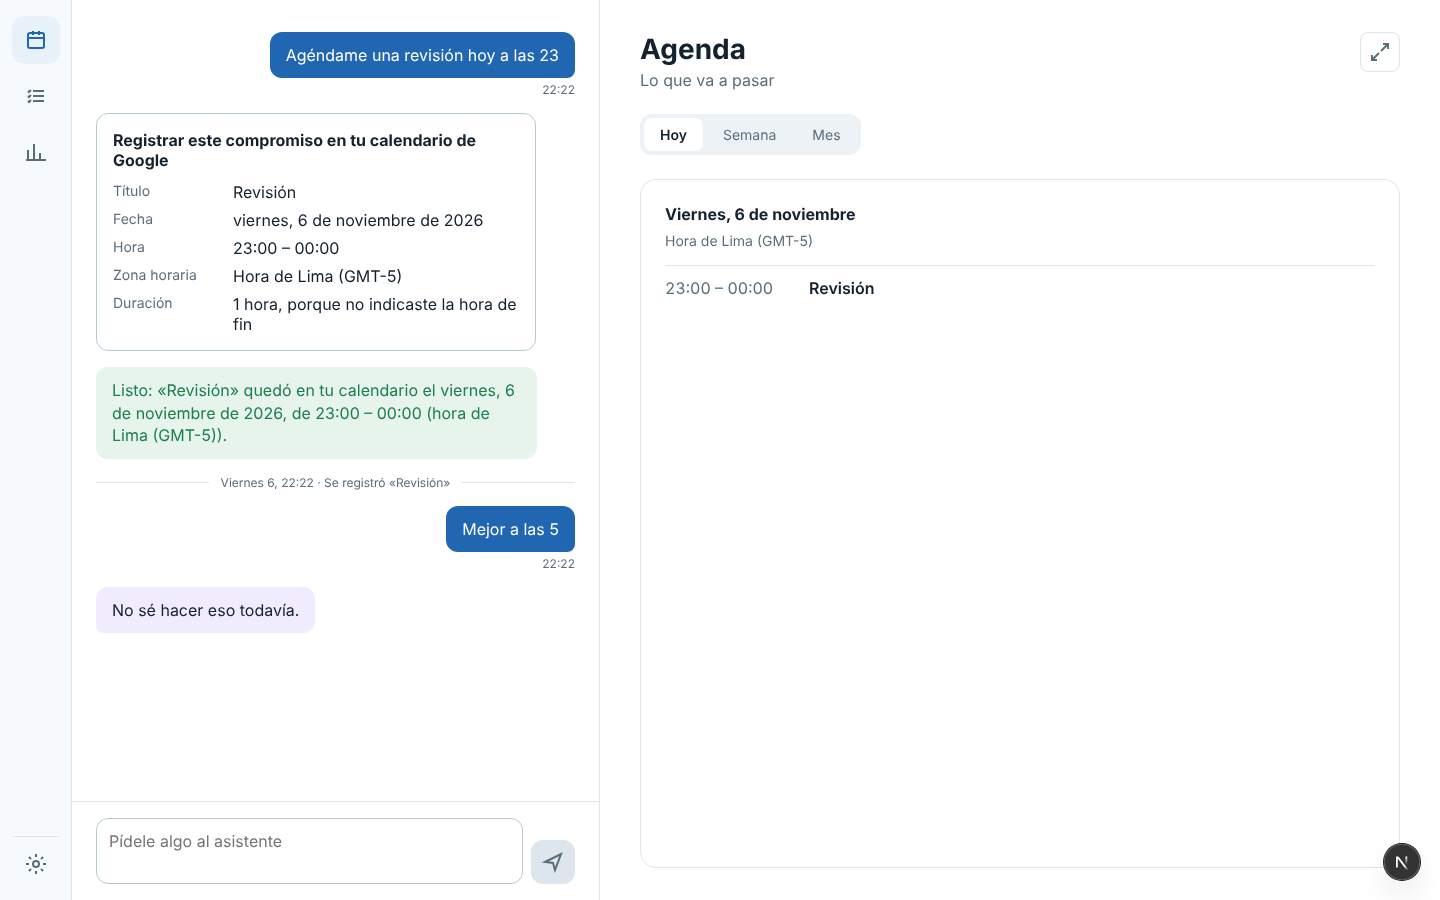 Agéndame una revisión hoy a las 23
22:22
Registrar este compromiso en tu calendario de
Google
Título Revisión
Fecha viernes, 6 de noviembre de 2026
Hora 23:00 – 00:00
Zona horaria Hora de Lima (GMT-5)
Duración 1 hora, porque no indicaste la hora de
fin
Listo: «Revisión» quedó en tu calendario el viernes, 6
de noviembre de 2026, de 23:00 – 00:00 (hora de
Lima (GMT-5)).
Viernes 6, 22:22 · Se registró «Revisión»
Mejor a las 5
22:22
No sé hacer eso todavía.
Pídele algo al asistente
Agenda
Lo que va a pasar
Hoy Semana Mes
Viernes, 6 de noviembre
Hora de Lima (GMT-5)
23:00 – 00:00 Revisión
N